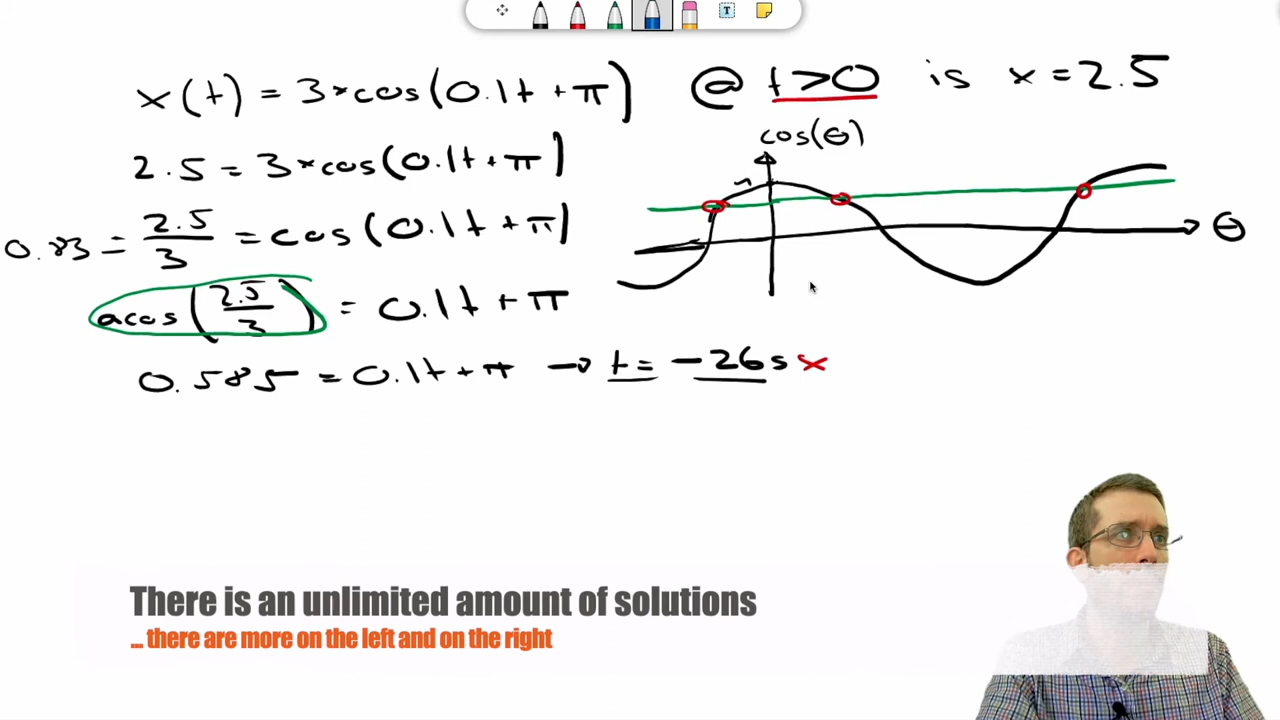 x(t) = 3*cos(0.1t+π)
@ t>0 is x=2.5
2.5 = 3*cos(0.1t+π)
cos(θ)
1
θ
0.83 = 2.5/3 = cos(0.1t+π)
acos(2.5/3) = 0.1t+π
0.585 = 0.1t+π → t = -26s x
T
There is an unlimited amount of solutions
... there are more on the left and on the right